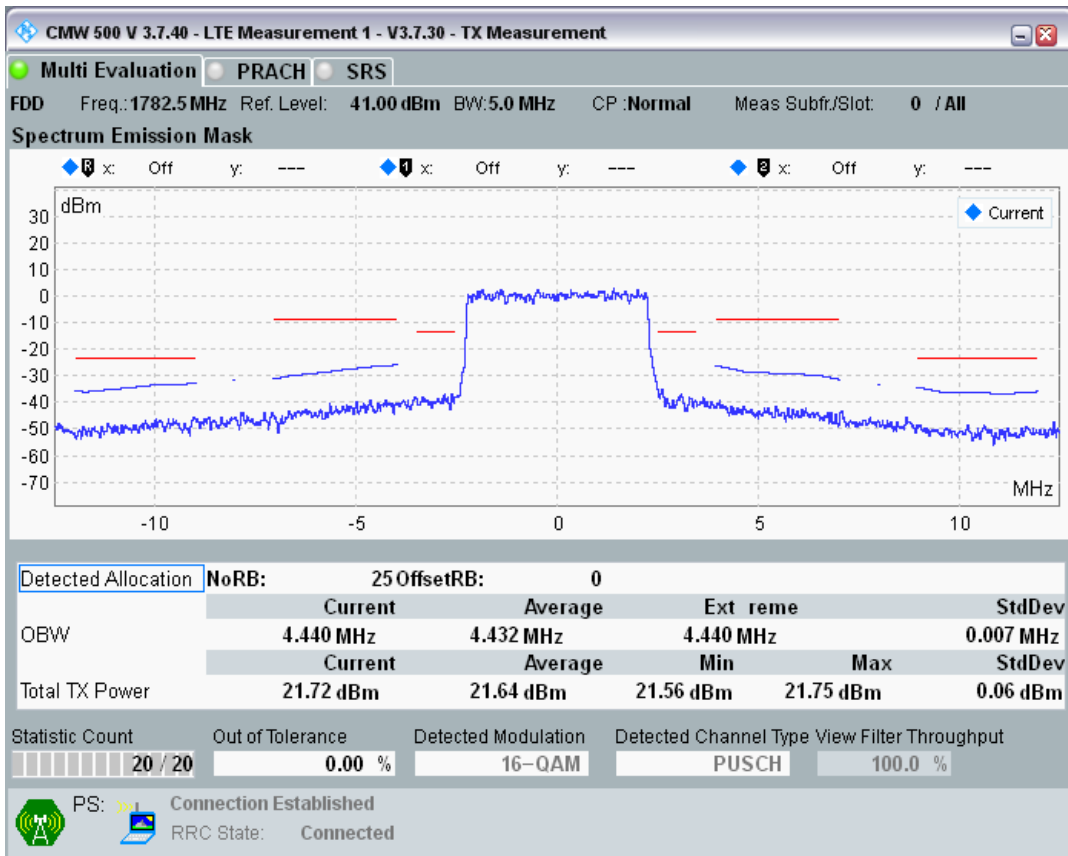 CMW 500 V 3.7.40 - LTE Measurement 1 - V3.7.30 - TX Measurement
Multi Evaluation PRACH SRS
FDD Freq.:1782.5 MHz Ref. Level: 41.00 dBm BW:5.0 MHz CP :Normal Meas Subfr./Slot: 0 / All
Spectrum Emission Mask
R x: Off y: --- 1 x: Off y: --- 2 x: Off y: ---
dBm
Current
30
20
10
0
-10
-20
-30
-40
-50
-60
-70
MHz
-10 -5 0 5 10
Detected Allocation NoRB: 25 OffsetRB: 0
Current Average Ext reme StdDev
OBW 4.440 MHz 4.432 MHz 4.440 MHz 0.007 MHz
Current Average Min Max StdDev
Total TX Power 21.72 dBm 21.64 dBm 21.56 dBm 21.75 dBm 0.06 dBm
Statistic Count Out of Tolerance Detected Modulation Detected Channel Type View Filter Throughput
20 / 20 0.00 % 16-QAM PUSCH 100.0 %
PS: Connection Established
RRC State: Connected